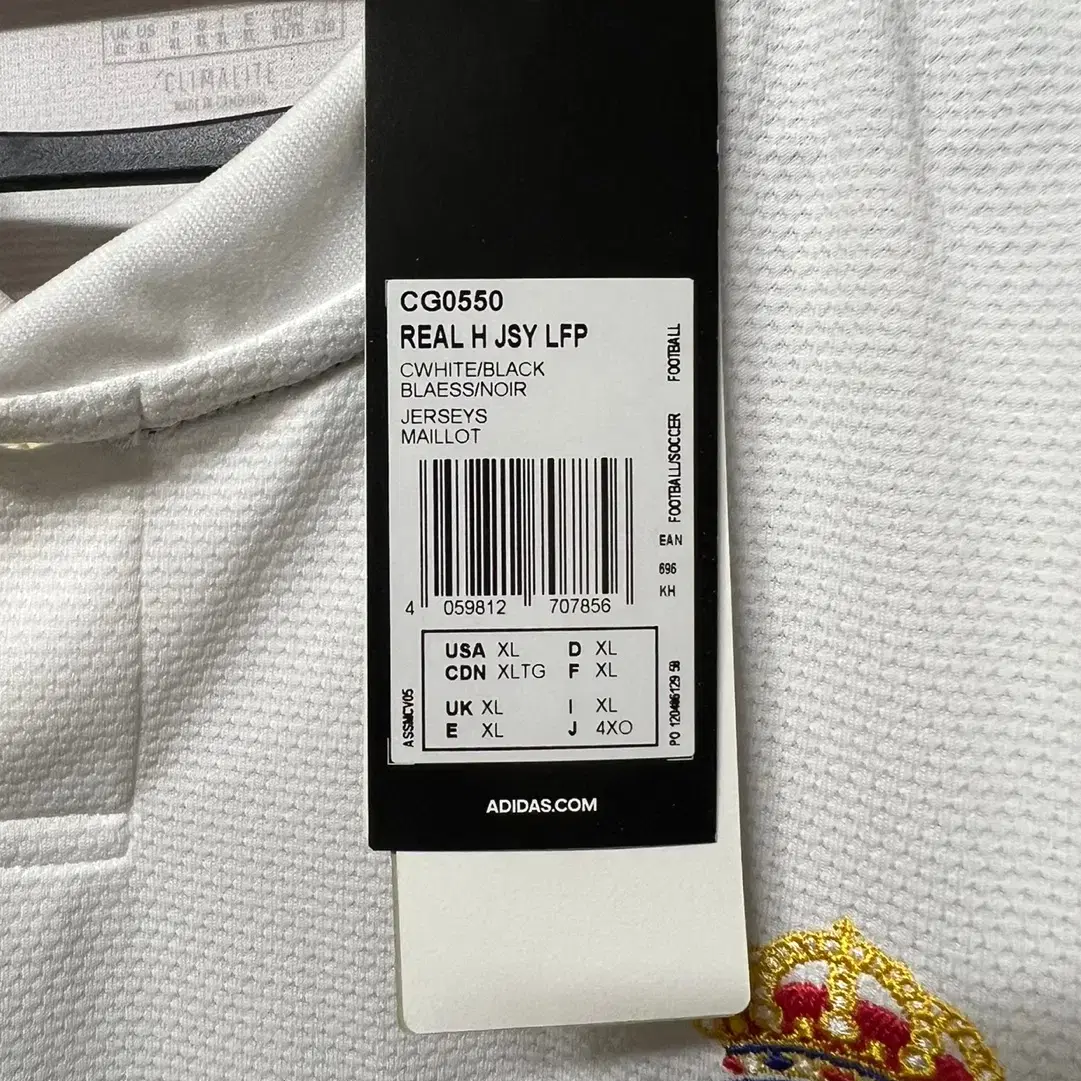 CLIMALITE
CG0550
REAL H JSY LFP
CWHITE/BLACK
BLAESS/NOIR
JERSEYS
MAILLOT
FOOTBALL/SOCCER FOOTBALL
EAN
696
KH
4 059812 707856
USA XL D XL
CDN XLTG F XL
UK XL I XL
E XL J 4XO
ASSMCV05
ADIDAS.COM